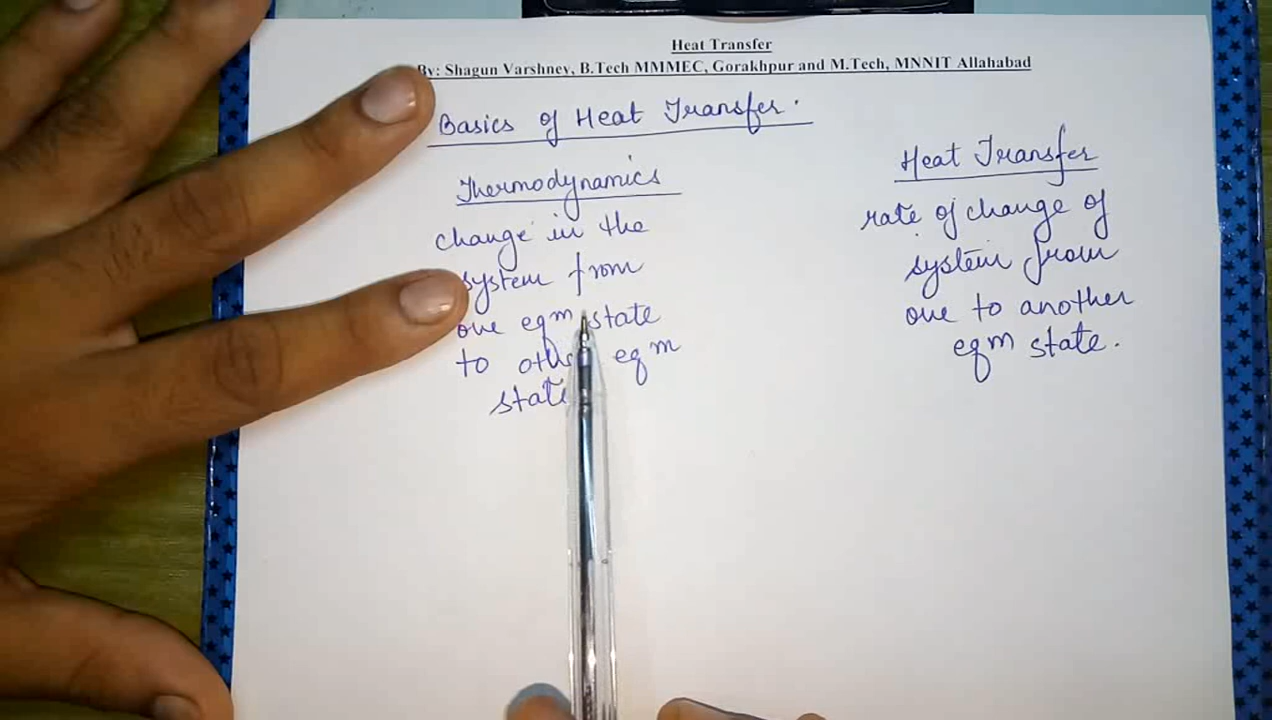 Heat Transfer
By: Shagun Varshney, B.Tech MMMEC, Gorakhpur and M.Tech, MNNIT Allahabad
Basics of Heat Transfer.
Thermodynamics
change in the
system from
one eqm state
to other eqm
state
Heat Transfer
rate of change of
system from
one to another
eqm state.